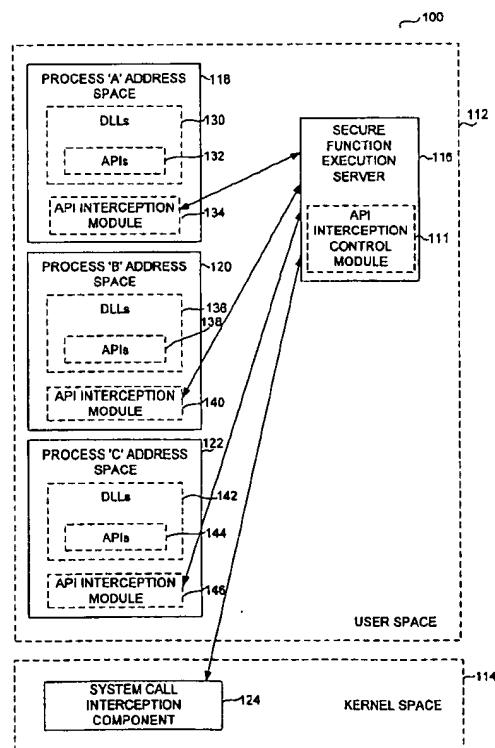 100
PROCESS 'A' ADDRESS
SPACE
118
DLLs
130
APIs
132
API INTERCEPTION
MODULE
134
SECURE
FUNCTION
EXECUTION
SERVER
116
API
INTERCEPTION
CONTROL
MODULE
111
112
PROCESS 'B' ADDRESS
SPACE
120
DLLs
136
APIs
138
API INTERCEPTION
MODULE
140
PROCESS 'C' ADDRESS
SPACE
122
DLLs
142
APIs
144
API INTERCEPTION
MODULE
146
USER SPACE
SYSTEM CALL
INTERCEPTION
COMPONENT
124
KERNEL SPACE
114